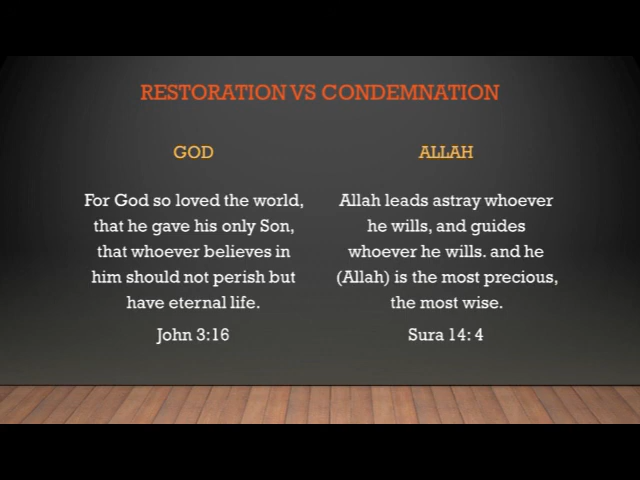 RESTORATION VS CONDEMNATION
GOD
For God so loved the world,
that he gave his only Son,
that whoever believes in
him should not perish but
have eternal life.
John 3:16
ALLAH
Allah leads astray whoever
he wills, and guides
whoever he wills. and he
(Allah) is the most precious,
the most wise.
Sura 14: 4